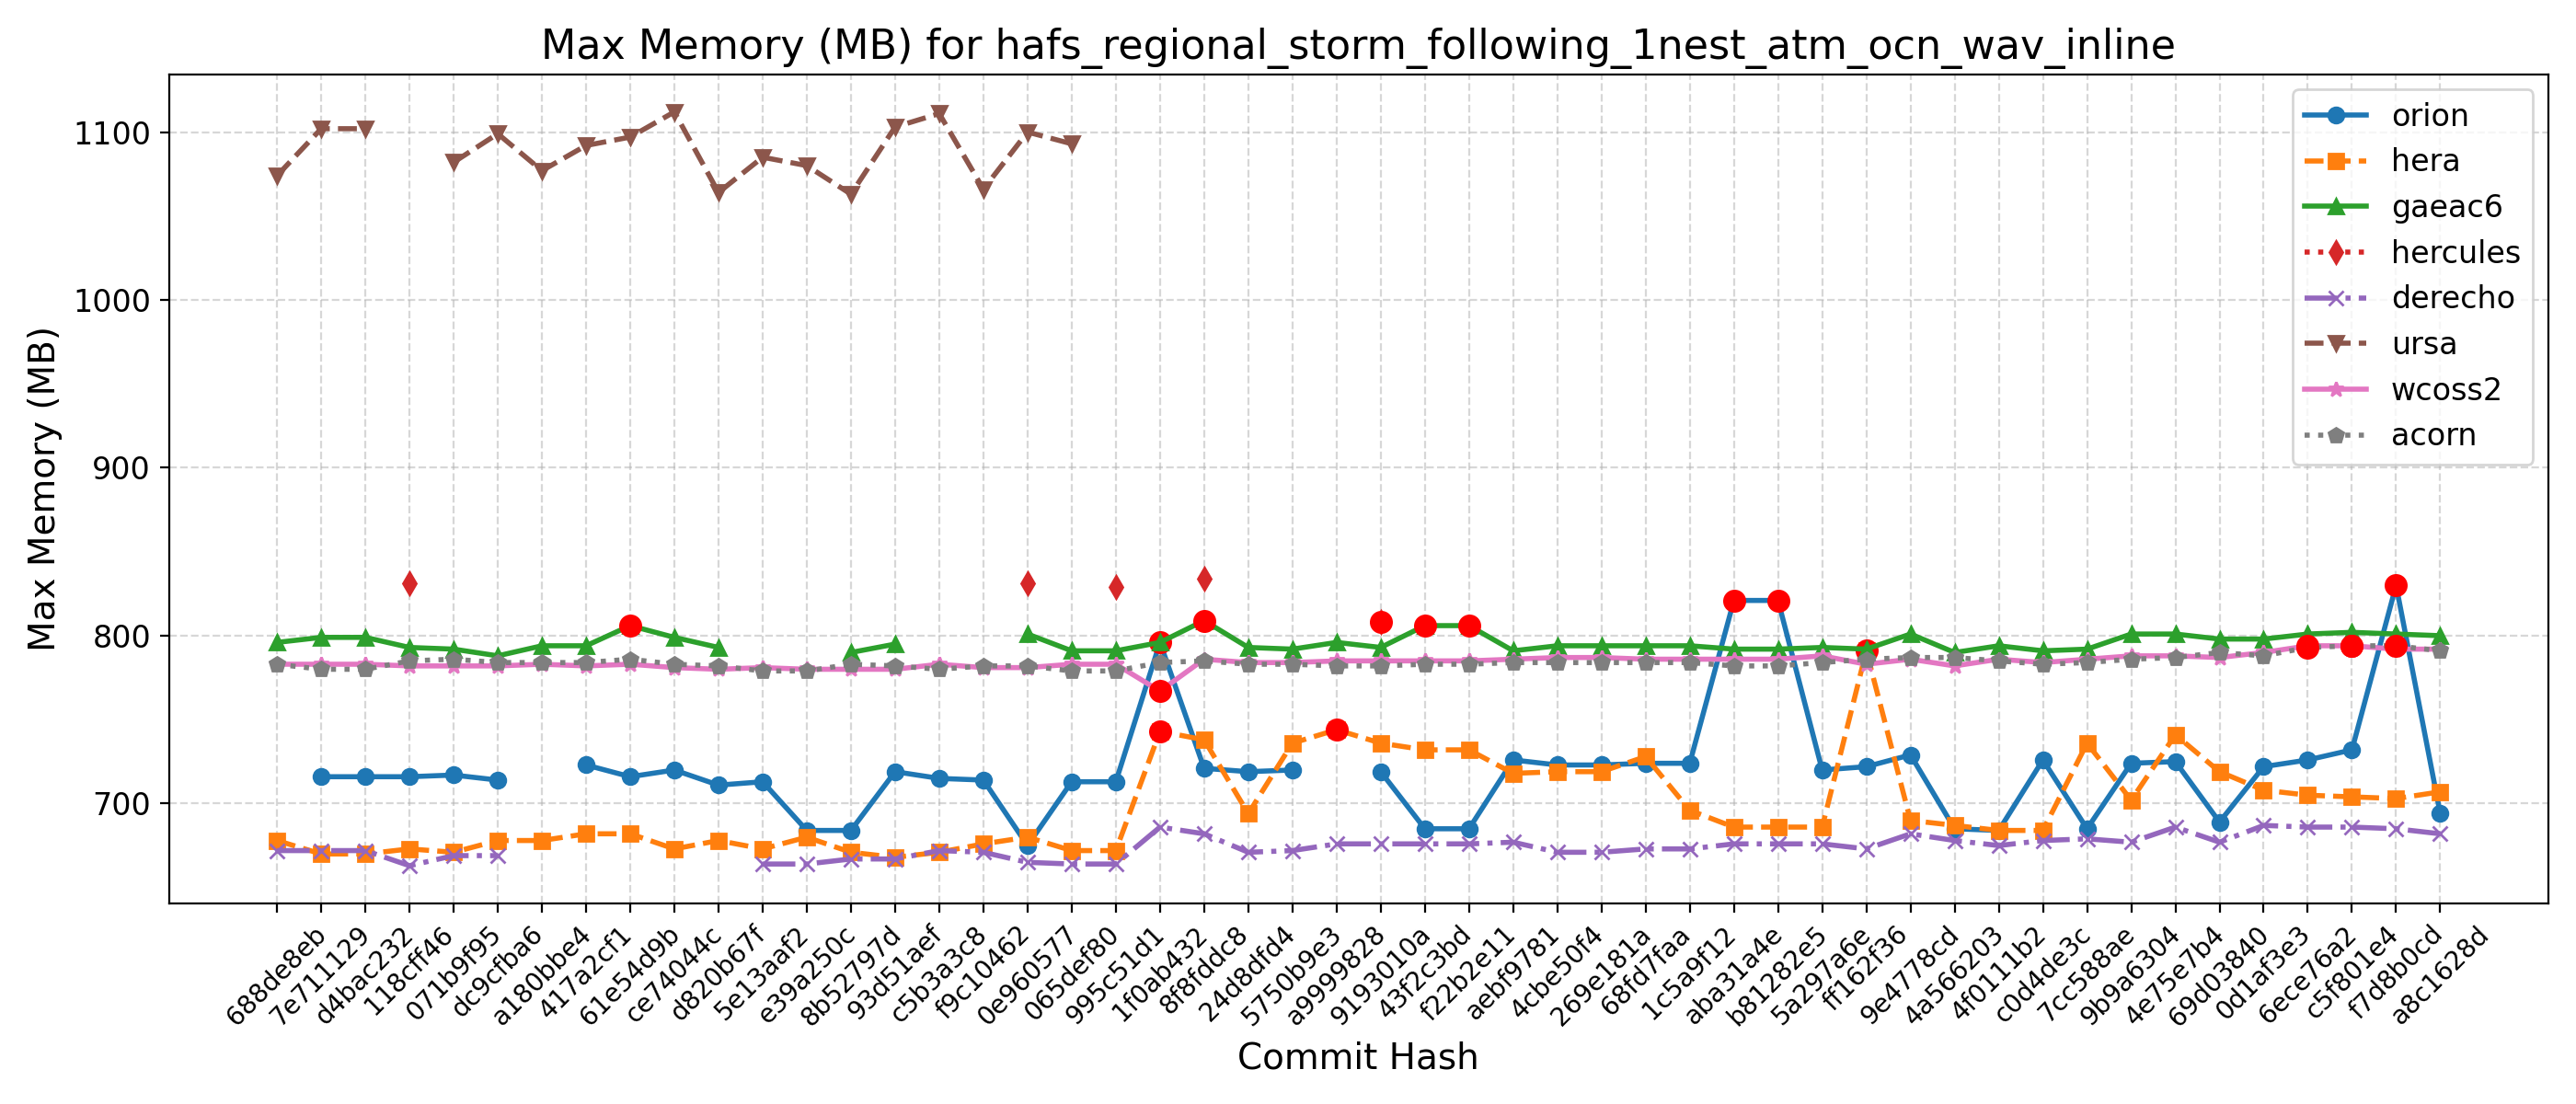 Max Memory (MB) for hafs_regional_storm_following_1nest_atm_ocn_wav_inline
Max Memory (MB)
1100
1000
900
800
700
orion
hera
gaeac6
hercules
derecho
ursa
wcoss2
acorn
688de8eb
7e711129
d4bac232
118cff46
071b9f95
dc9cfba6
a180bbe4
417a2cf1
61e54d9b
ce74044c
d820b67f
5e13aaf2
e39a250c
8b52797d
93d51aef
c5b3a3c8
f9c10462
0e960577
065def80
995c51d1
1f0ab432
8f8fddc8
24d8dfd4
5750b9e3
a9999828
9193010a
43f2c3bd
f22b2e11
aebf9781
4cbe50f4
269e181a
68fd7faa
1c5a9f12
aba31a4e
b81282e5
5a297a6e
ff162f36
9e4778cd
4a566203
4f0111b2
c0d4de3c
7cc588ae
9b9a6304
4e75e7b4
69d03840
0d1af3e3
6ece76a2
c5f801e4
f7d8b0cd
a8c1628d
Commit Hash